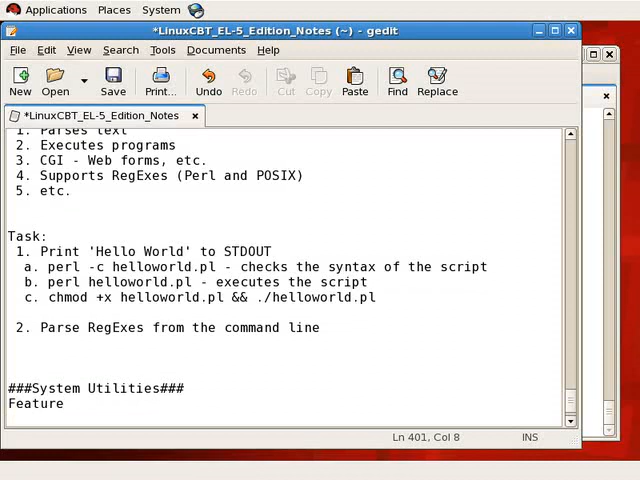 Applications Places System
*LinuxCBT_EL-5_Edition_Notes (~) - gedit
File Edit View Search Tools Documents Help
New Open Save Print... Undo Redo Cut Copy Paste Find Replace
*LinuxCBT_EL-5_Edition_Notes
1. Parses text
2. Executes programs
3. CGI - Web forms, etc.
4. Supports RegExes (Perl and POSIX)
5. etc.
Task:
1. Print 'Hello World' to STDOUT
a. perl -c helloworld.pl - checks the syntax of the script
b. perl helloworld.pl - executes the script
c. chmod +x helloworld.pl && ./helloworld.pl
2. Parse RegExes from the command line
###System Utilities###
Feature
Ln 401, Col 8 INS